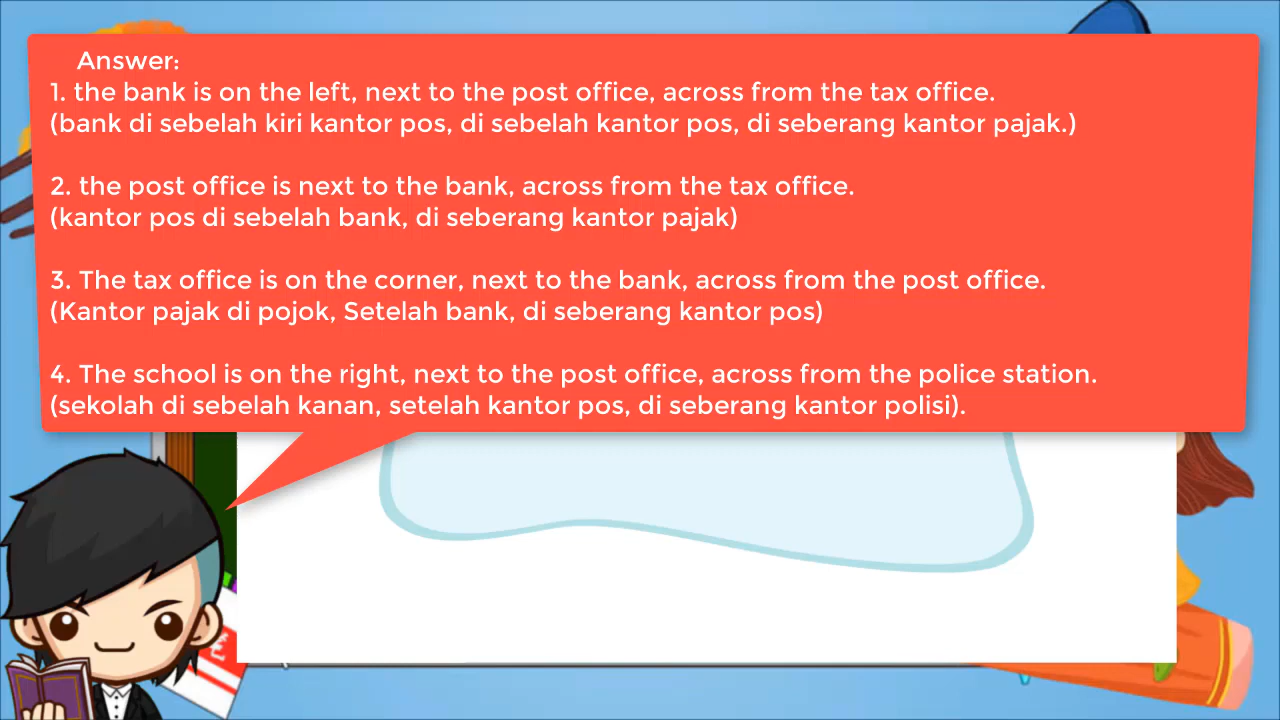 Answer:
1. the bank is on the left, next to the post office, across from the tax office.
(bank di sebelah kiri kantor pos, di sebelah kantor pos, di seberang kantor pajak.)
2. the post office is next to the bank, across from the tax office.
(kantor pos di sebelah bank, di seberang kantor pajak)
3. The tax office is on the corner, next to the bank, across from the post office.
(Kantor pajak di pojok, Setelah bank, di seberang kantor pos)
4. The school is on the right, next to the post office, across from the police station.
(sekolah di sebelah kanan, setelah kantor pos, di seberang kantor polisi).